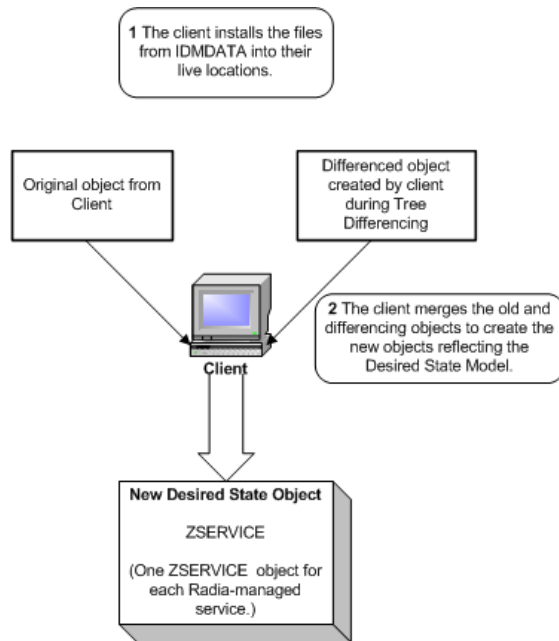 1 The client installs the files
from IDMDATA into their
live locations.
Original object from
Client
Differenced object
created by client
during Tree
Differencing
2 The client merges the old and
differencing objects to create the
new objects reflecting the
Desired State Model.
Client
New Desired State Object
ZSERVICE
(One ZSERVICE object for
each Radia-managed
service.)